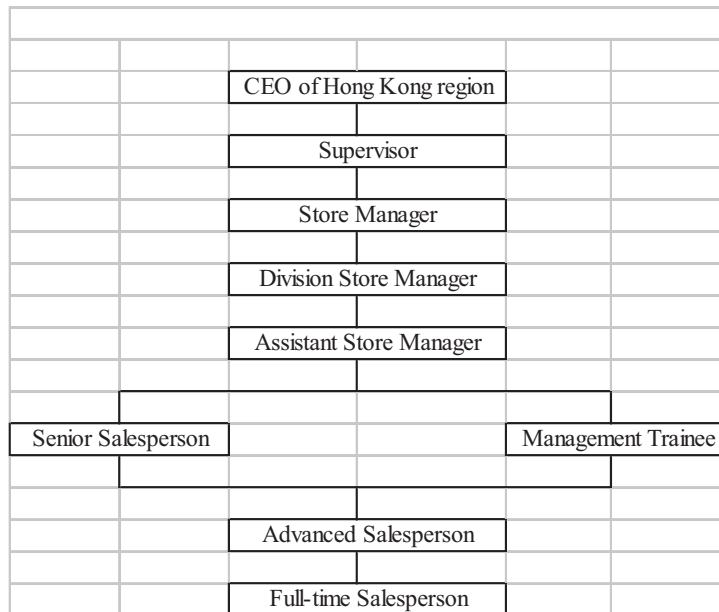 CEO of Hong Kong region
Supervisor
Store Manager
Division Store Manager
Assistant Store Manager
Senior Salesperson
Management Trainee
Advanced Salesperson
Full-time Salesperson